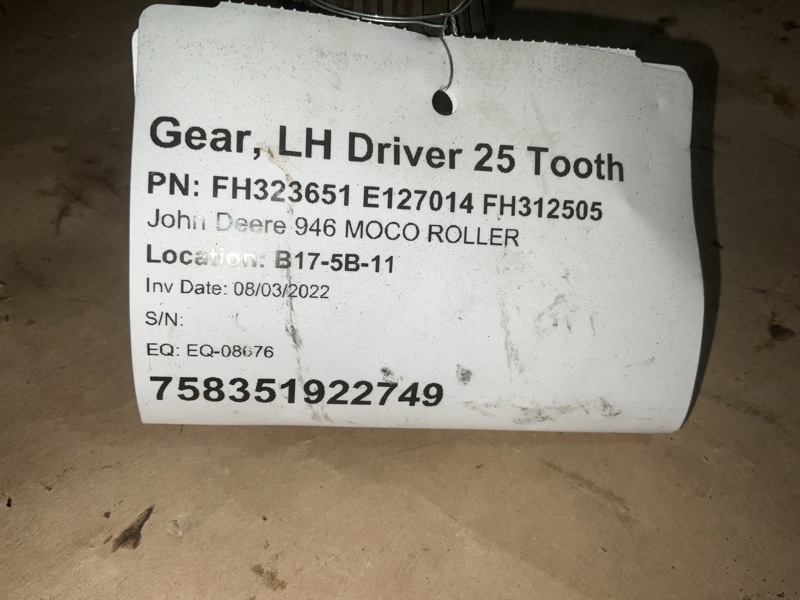 Gear, LH Driver 25 Tooth
PN: FH323651 E127014 FH312505
John Deere 946 MOCO ROLLER
Location: B17-5B-11
Inv Date: 08/03/2022
S/N:
EQ: EQ-08676
758351922749